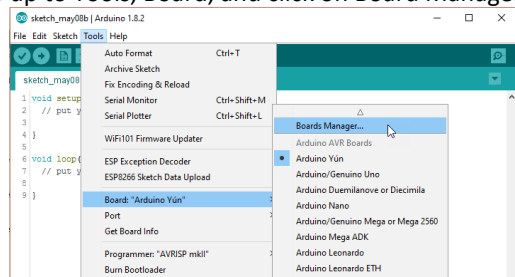 up to Tools, Board, and click on Board Manage
sketch_may08b | Arduino 1.8.2
File Edit Sketch Tools Help
sketch_may08
1 void setup
2 // put y
3
4 }
5
6 void loop(
7 // put y
8
9 }
Auto Format Ctrl+T
Archive Sketch
Fix Encoding & Reload
Serial Monitor Ctrl+Shift+M
Serial Plotter Ctrl+Shift+L
WiFi101 Firmware Updater
ESP Exception Decoder
ESP8266 Sketch Data Upload
Board: "Arduino Yún"
Port
Get Board Info
Programmer: "AVRISP mkII"
Burn Bootloader
Boards Manager...
Arduino AVR Boards
Arduino Yún
Arduino/Genuino Uno
Arduino Duemilanove or Diecimila
Arduino Nano
Arduino/Genuino Mega or Mega 2560
Arduino Mega ADK
Arduino Leonardo
Arduino Leonardo ETH